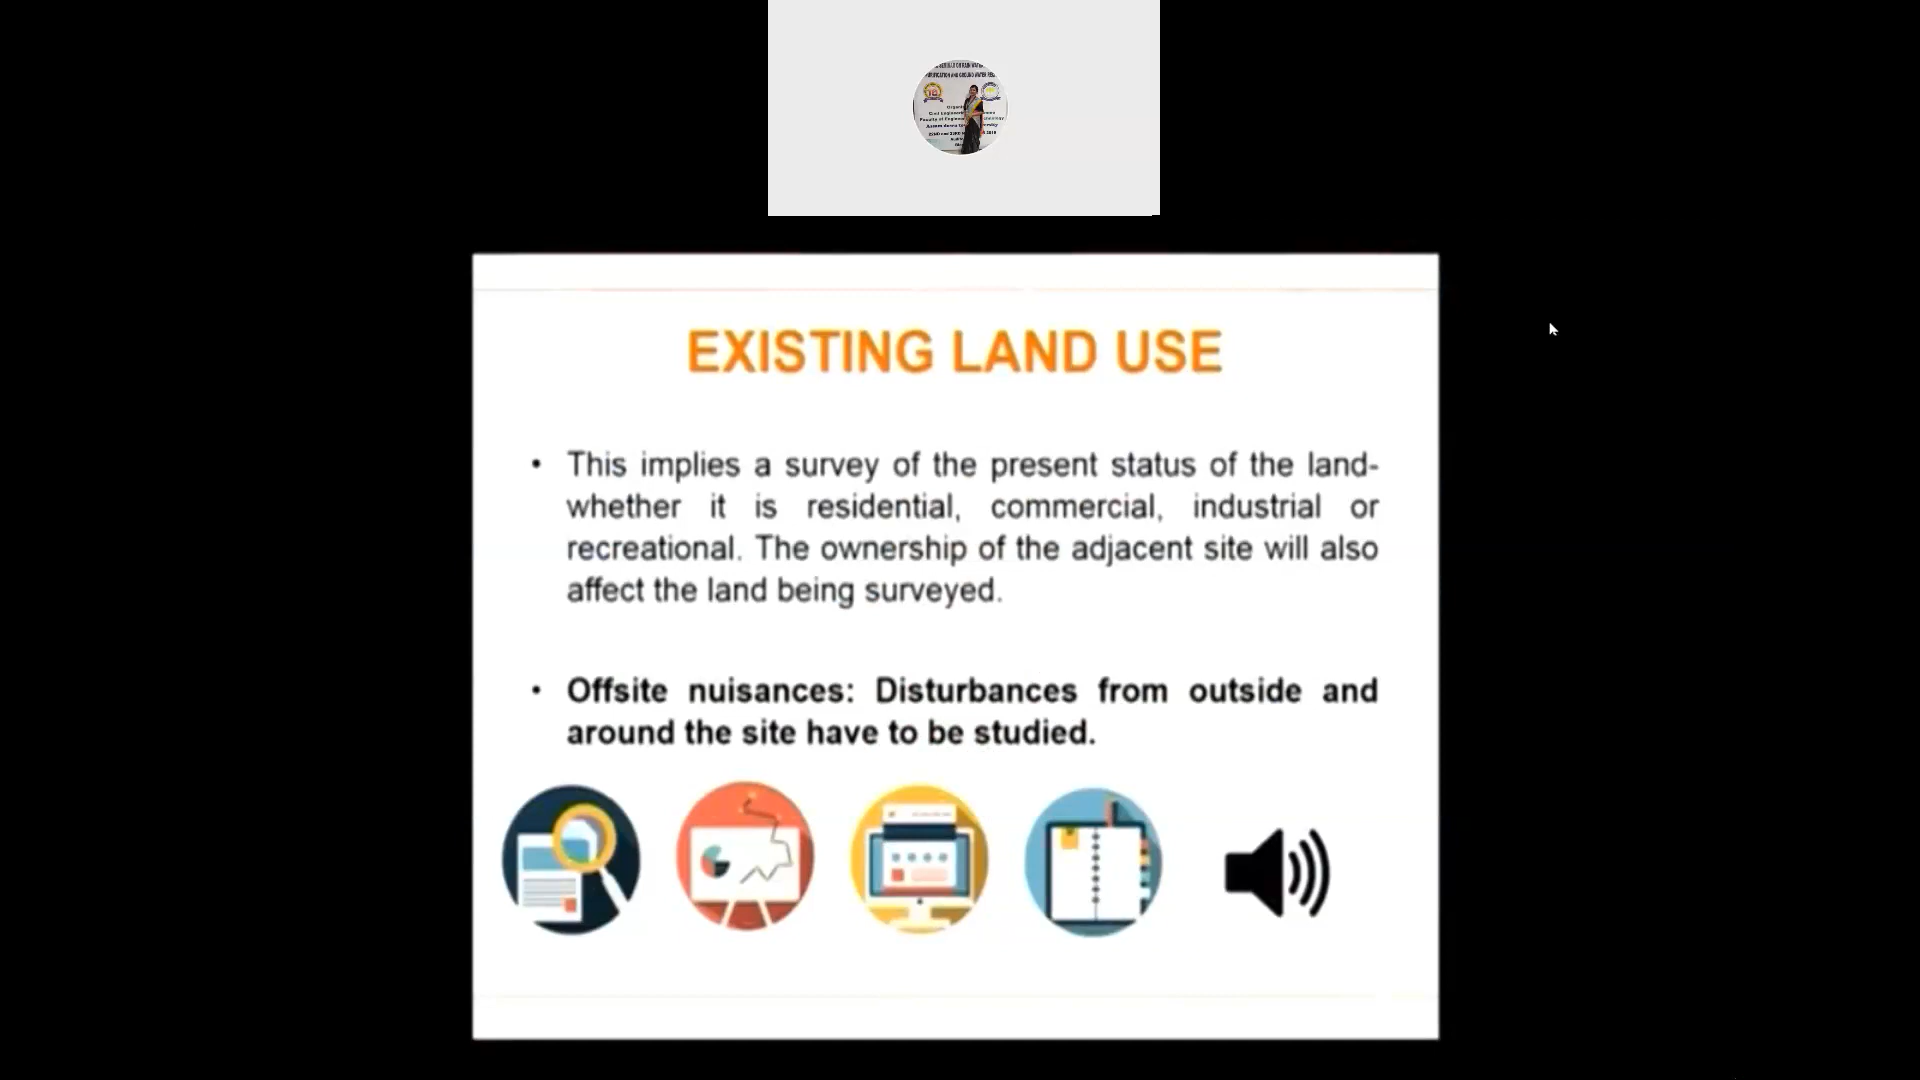 EXISTING LAND USE
• This implies a survey of the present status of the land-
whether it is residential, commercial, industrial or
recreational. The ownership of the adjacent site will also
affect the land being surveyed.
• Offsite nuisances: Disturbances from outside and
around the site have to be studied.